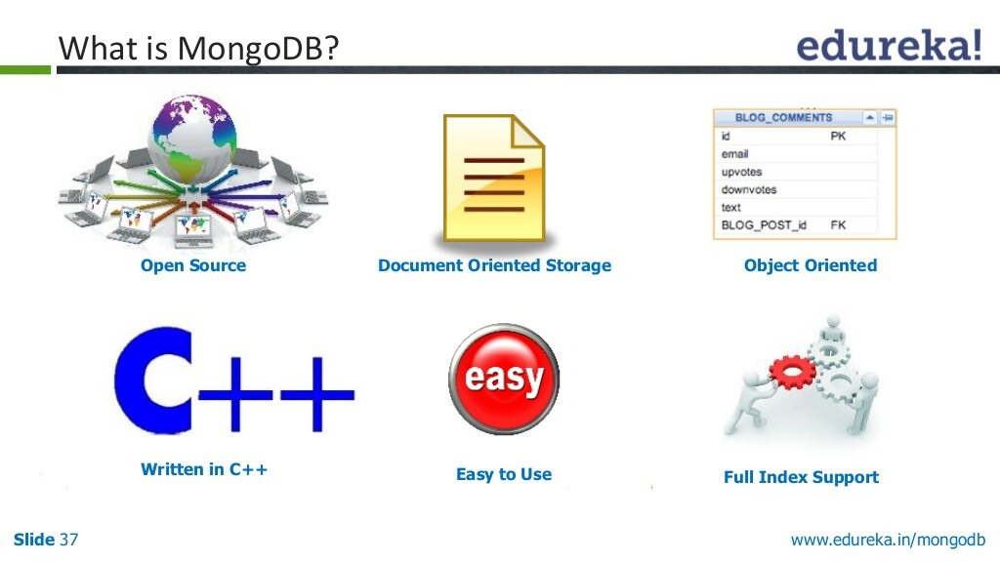 What is MongoDB?
edureka!
BLOG_COMMENTS
id PK
email
upvotes
downvotes
text
BLOG_POST_id FK
Open Source
Document Oriented Storage
Object Oriented
C++
easy
Written in C++
Easy to Use
Full Index Support
Slide 37
www.edureka.in/mongodb